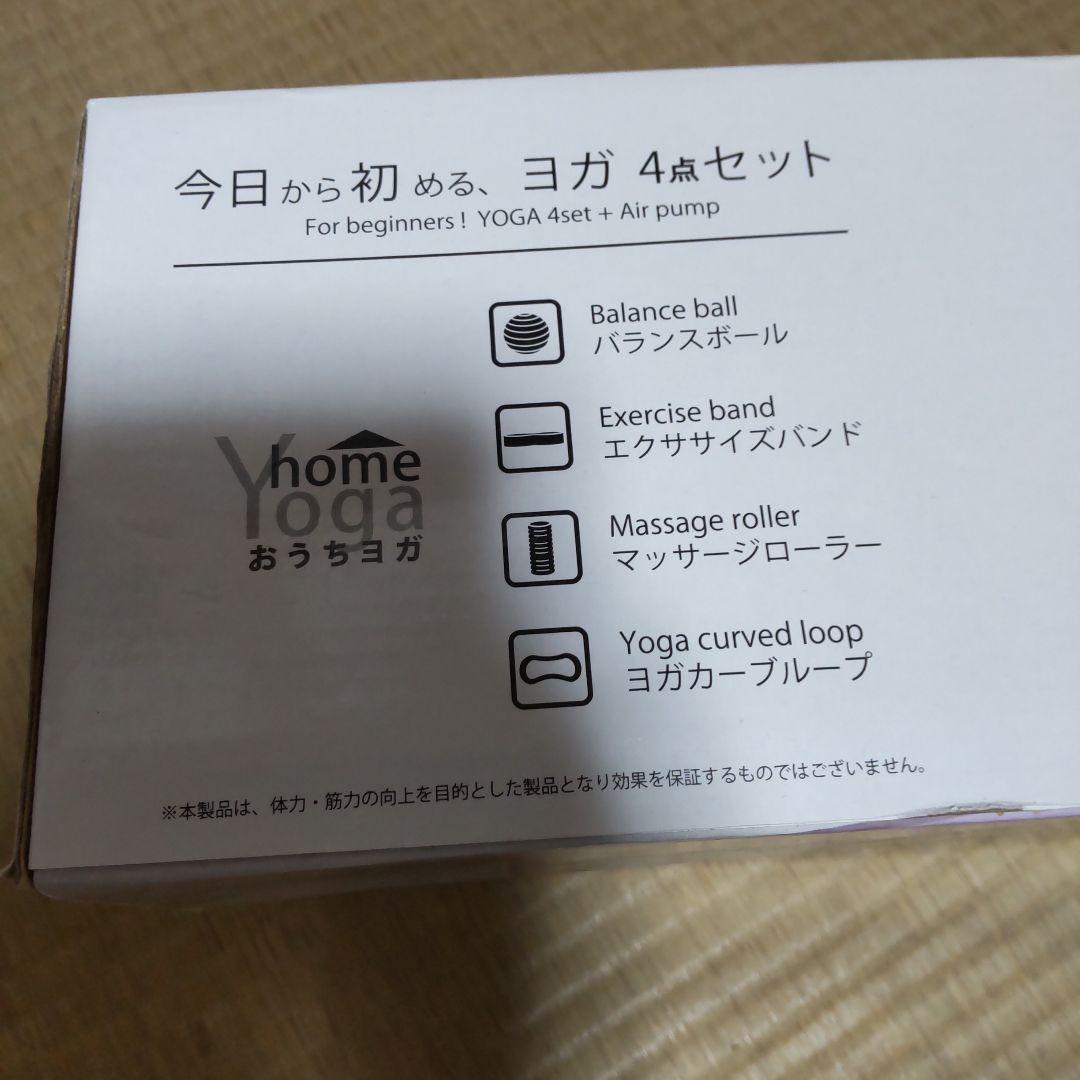 今日から初める、ヨガ 4点セット
For beginners! YOGA 4set + Air pump
Balance ball
バランスボール
Exercise band
エクササイズバンド
home
Yoga
おうちヨガ
Massage roller
マッサージローラー
Yoga curved loop
ヨガカーブループ
※本製品は、体力・筋力の向上を目的とした製品となり効果を保証するものではございません。